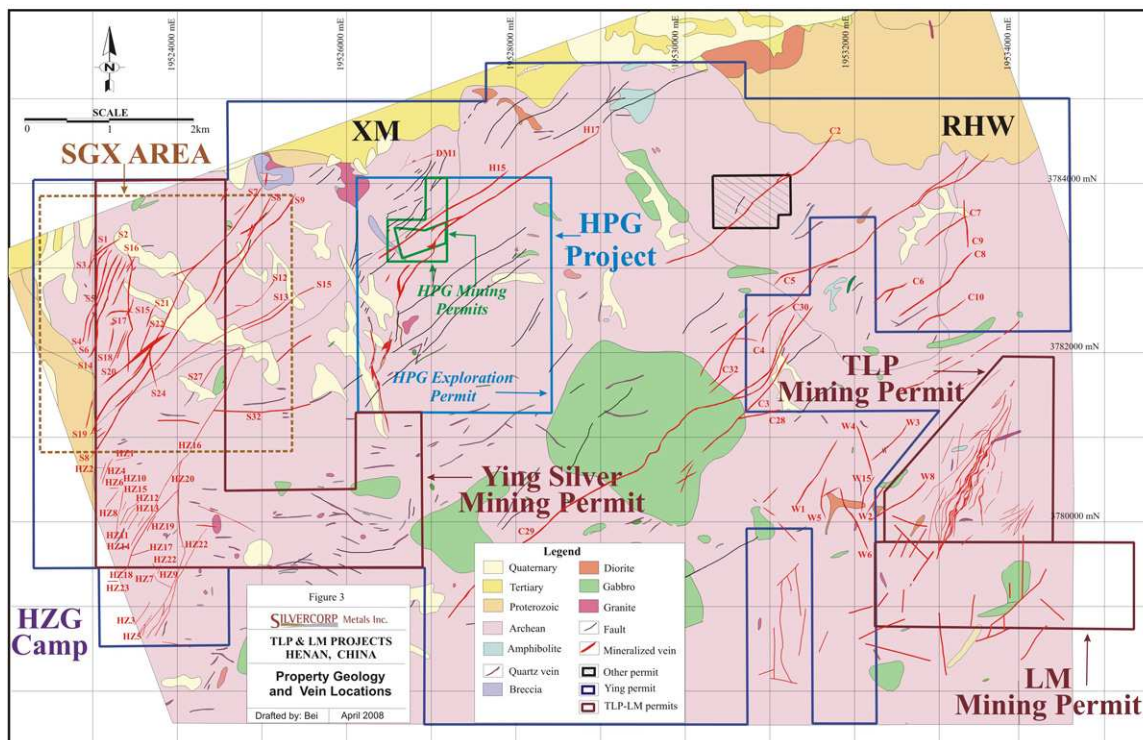 19524000 mE
19526000 mE
19528000 mE
19530000 mE
19532000 mE
19534000 mE
N
SCALE
0 1 2km
XM
RHW
SGX AREA
DM1
H15
H17
C2
3784000 mN
S7
S8
S9
HPG
Project
HPG Mining
Permits
HPG Exploration
Permit
S1
S2
S16
S3
S12
S13
S15
S5
S21
S15
S17
S22
S4
S6
S14
S18
S20
S27
S24
S32
S19
S8
C7
C9
C8
C5
C6
C10
C30
C4
C32
C3
C28
3782000 mN
TLP
Mining Permit
HZ2
HZ4
HZ6
HZ10
HZ15
HZ12
HZ13
HZ8
HZ16
HZ20
HZ19
HZ11
HZ14
HZ17
HZ22
HZ22
HZ18
HZ7
HZ9
HZ23
HZ3
HZ5
Ying Silver
Mining Permit
C29
W4
W3
W15
W8
W1
W5
W2
W6
3780000 mN
HZG
Camp
LM
Mining Permit
Figure 3
SILVERCORP Metals Inc.
TLP & LM PROJECTS
HENAN, CHINA
Property Geology
and Vein Locations
Drafted by: Bei April 2008
Legend
Quaternary
Tertiary
Proterozoic
Archean
Amphibolite
Quartz vein
Breccia
Diorite
Gabbro
Granite
Fault
Mineralized vein
Other permit
Ying permit
TLP-LM permits